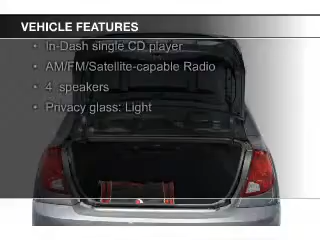 VEHICLE FEATURES
• In-Dash single CD player
• AM/FM/Satellite-capable Radio
• 4 speakers
• Privacy glass: Light